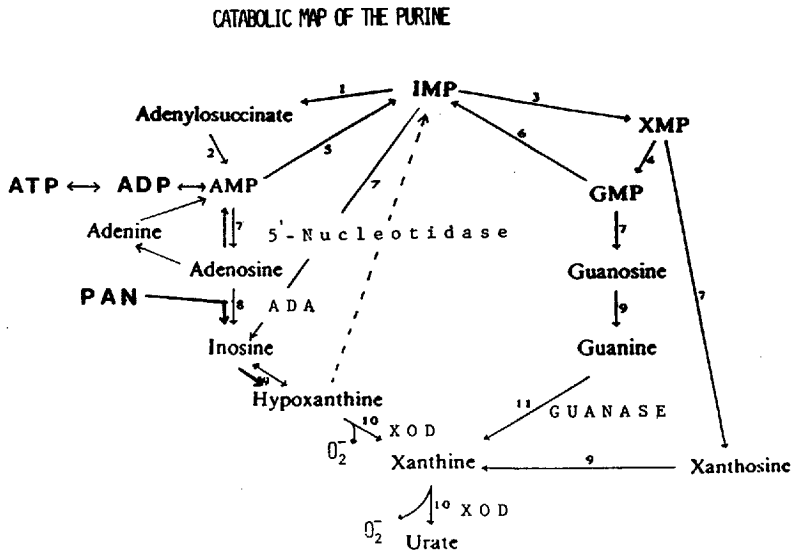 CATABOLIC MAP OF THE PURINE
IMP
1
3
Adenylosuccinate
XMP
2
5
6
4
ATP ADP AMP
7
GMP
Adenine
7
5'-Nucleotidase
7
Adenosine
Guanosine
PAN
8
ADA
9
7
Inosine
Guanine
9
Hypoxanthine
11
GUANASE
10 XOD
O₂⁻
Xanthine
9
Xanthosine
10 XOD
O₂⁻
Urate